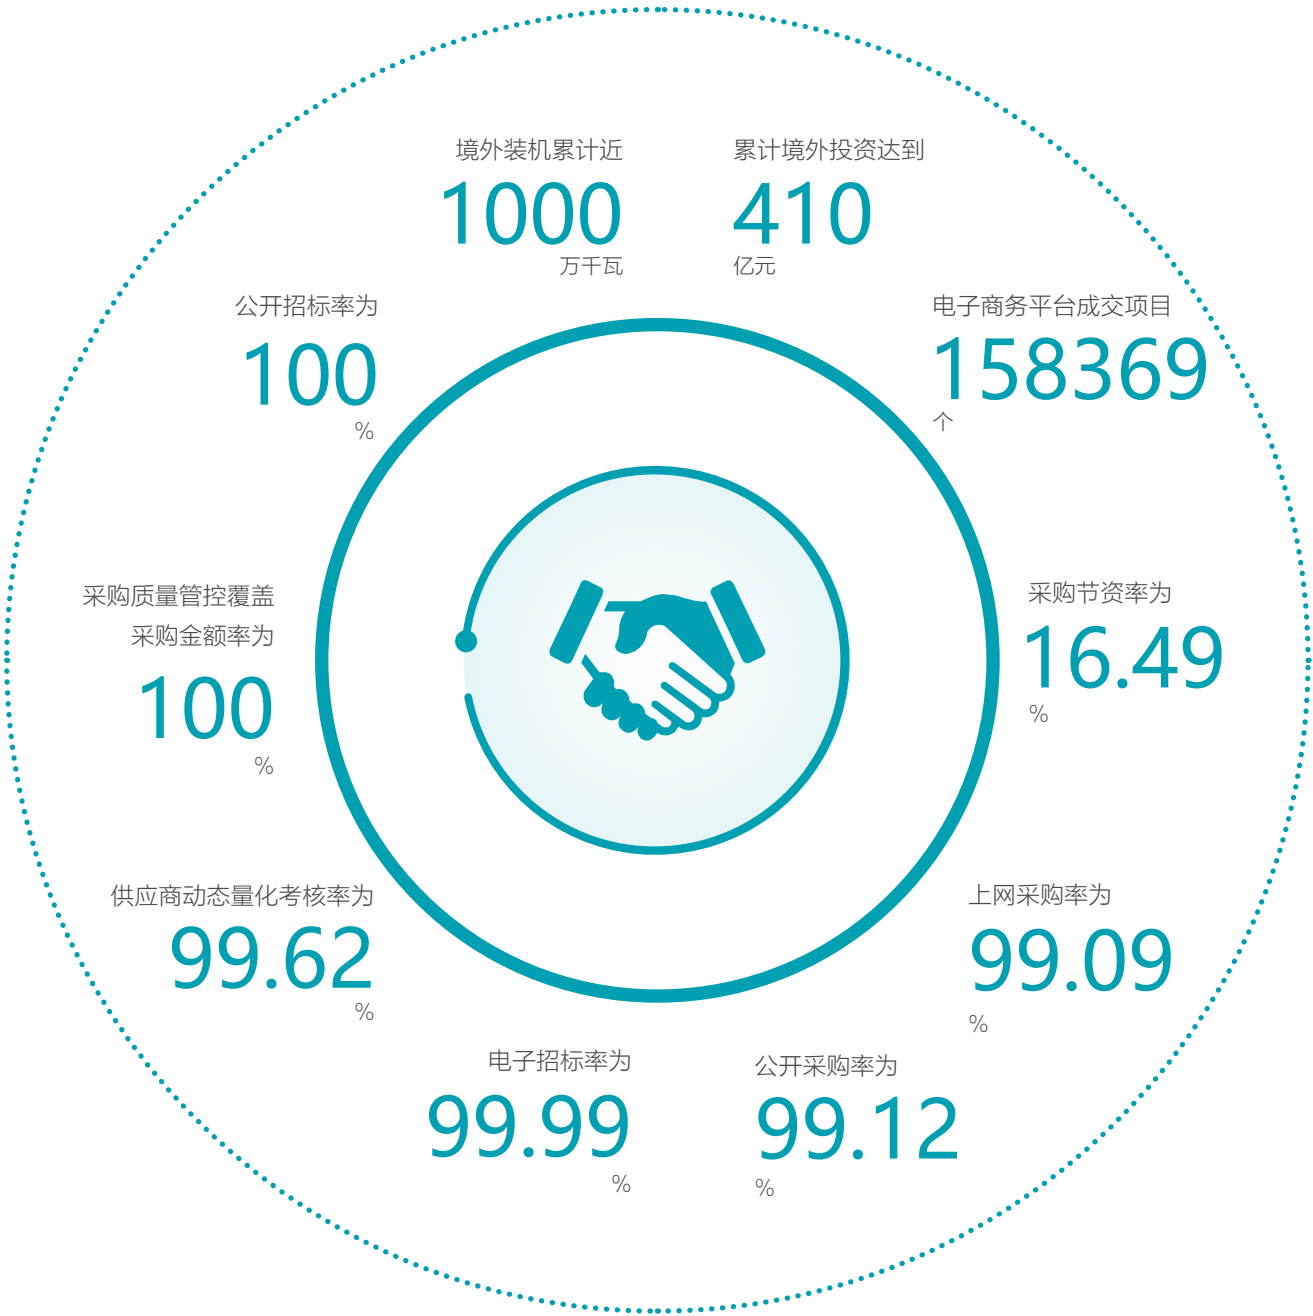 境外装机累计近
1000
万千瓦
累计境外投资达到
410
亿元
公开招标率为
100
%
电子商务平台成交项目
158369
个
采购质量管控覆盖
采购金额率为
100
%
采购节资率为
16.49
%
供应商动态量化考核率为
99.62
%
上网采购率为
99.09
%
电子招标率为
99.99
%
公开采购率为
99.12
%